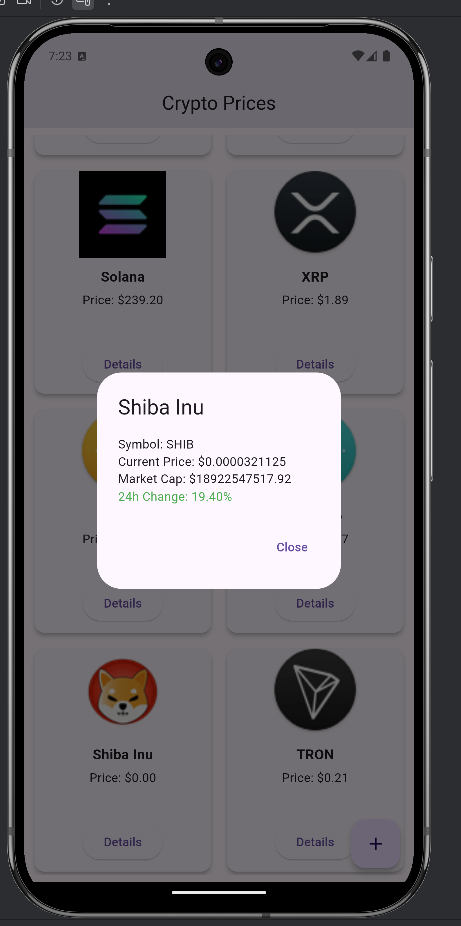 7:23
Crypto Prices
Solana
XRP
Price: $239.20
Price: $1.89
Details
Details
Shiba Inu
Symbol: SHIB
Current Price: $0.0000321125
Market Cap: $18922547517.92
24h Change: 19.40%
Close
Pri
7
Details
Details
Shiba Inu
TRON
Price: $0.00
Price: $0.21
Details
Details
+